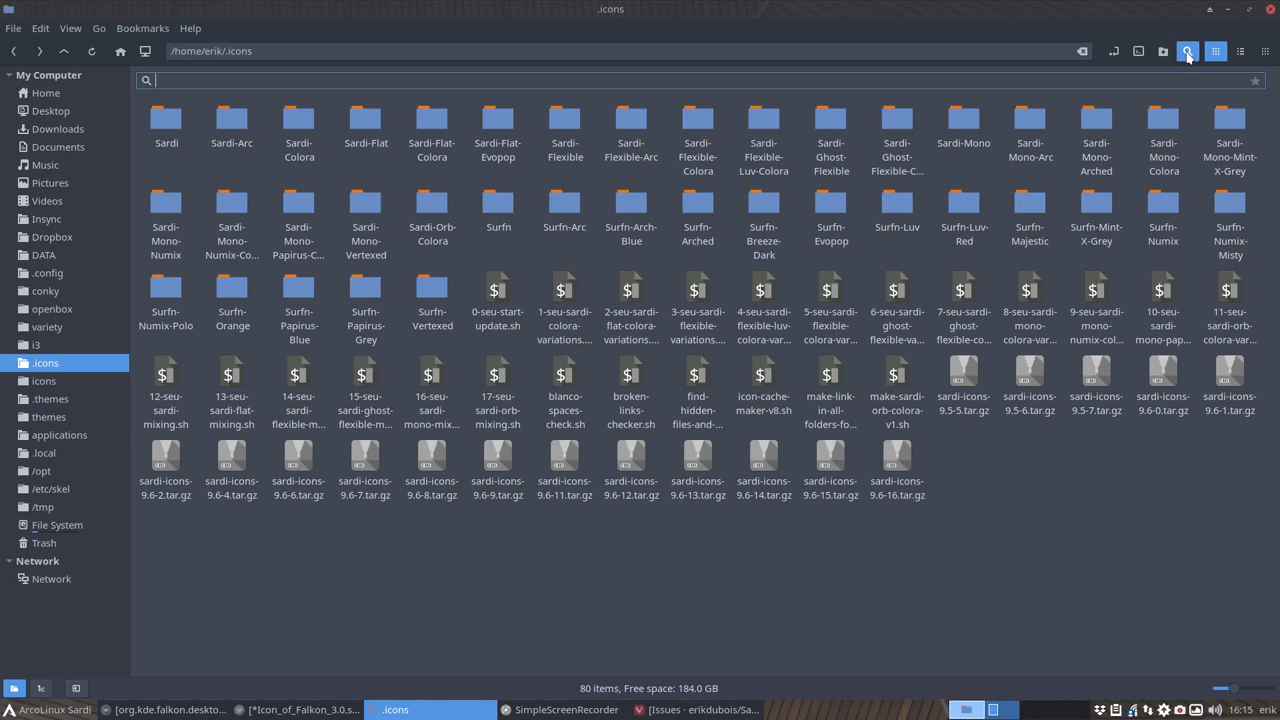 .icons
File Edit View Go Bookmarks Help
/home/erik/.icons
My Computer
Home
Desktop
Downloads
Documents
Music
Pictures
Videos
Insync
Dropbox
DATA
.config
conky
openbox
variety
i3
.icons
icons
.themes
themes
applications
.local
/opt
/etc/skel
/tmp
File System
Trash
Network
Network
Sardi
Sardi-Arc
Sardi-
Colora
Sardi-Flat
Sardi-Flat-
Colora
Sardi-Flat-
Evopop
Sardi-
Flexible
Sardi-
Flexible-Arc
Sardi-
Flexible-
Colora
Sardi-
Flexible-
Luv-Colora
Sardi-
Ghost-
Flexible
Sardi-
Ghost-
Flexible-C...
Sardi-Mono
Sardi-
Mono-Arc
Sardi-
Mono-
Arched
Sardi-
Mono-
Colora
Sardi-
Mono-Mint-
X-Grey
Sardi-
Mono-
Numix
Sardi-
Mono-
Numix-Co...
Sardi-
Mono-
Papirus-C...
Sardi-
Mono-
Vertexed
Sardi-Orb-
Colora
Surfn
Surfn-Arc
Surfn-Arch-
Blue
Surfn-
Arched
Surfn-
Breeze-
Dark
Surfn-
Evopop
Surfn-Luv
Surfn-Luv-
Red
Surfn-
Majestic
Surfn-Mint-
X-Grey
Surfn-
Numix
Surfn-
Numix-
Misty
Surfn-
Numix-Polo
Surfn-
Orange
Surfn-
Papirus-
Blue
Surfn-
Papirus-
Grey
Surfn-
Vertexed
0-seu-start-
update.sh
1-seu-sardi-
colora-
variations....
2-seu-sardi-
flat-colora-
variations....
3-seu-sardi-
flexible-
variations....
4-seu-sardi-
flexible-luv-
colora-var...
5-seu-sardi-
flexible-
colora-var...
6-seu-sardi-
ghost-
flexible-va...
7-seu-sardi-
ghost-
flexible-co...
8-seu-sardi-
mono-
colora-var...
9-seu-sardi-
mono-
numix-col...
10-seu-
sardi-
mono-pap...
11-seu-
sardi-orb-
colora-var...
12-seu-
sardi-
mixing.sh
13-seu-
sardi-flat-
mixing.sh
14-seu-
sardi-
flexible-m...
15-seu-
sardi-ghost-
flexible-m...
16-seu-
sardi-
mono-mix...
17-seu-
sardi-orb-
mixing.sh
blanco-
spaces-
check.sh
broken-
links-
checker.sh
find-
hidden-
files-and-...
icon-cache-
maker-v8.sh
make-link-
in-all-
folders-fo...
make-sardi-
orb-colora-
v1.sh
sardi-icons-
9.5-5.tar.gz
sardi-icons-
9.5-6.tar.gz
sardi-icons-
9.5-7.tar.gz
sardi-icons-
9.6-0.tar.gz
sardi-icons-
9.6-1.tar.gz
sardi-icons-
9.6-2.tar.gz
sardi-icons-
9.6-4.tar.gz
sardi-icons-
9.6-6.tar.gz
sardi-icons-
9.6-7.tar.gz
sardi-icons-
9.6-8.tar.gz
sardi-icons-
9.6-9.tar.gz
sardi-icons-
9.6-11.tar.gz
sardi-icons-
9.6-12.tar.gz
sardi-icons-
9.6-13.tar.gz
sardi-icons-
9.6-14.tar.gz
sardi-icons-
9.6-15.tar.gz
sardi-icons-
9.6-16.tar.gz
80 items, Free space: 184.0 GB
ArcoLinux Sardi [org.kde.falkon.deskto... [*Icon_of_Falkon_3.0.s... .icons SimpleScreenRecorder [Issues - erikdubois/Sa... 16:15 erik